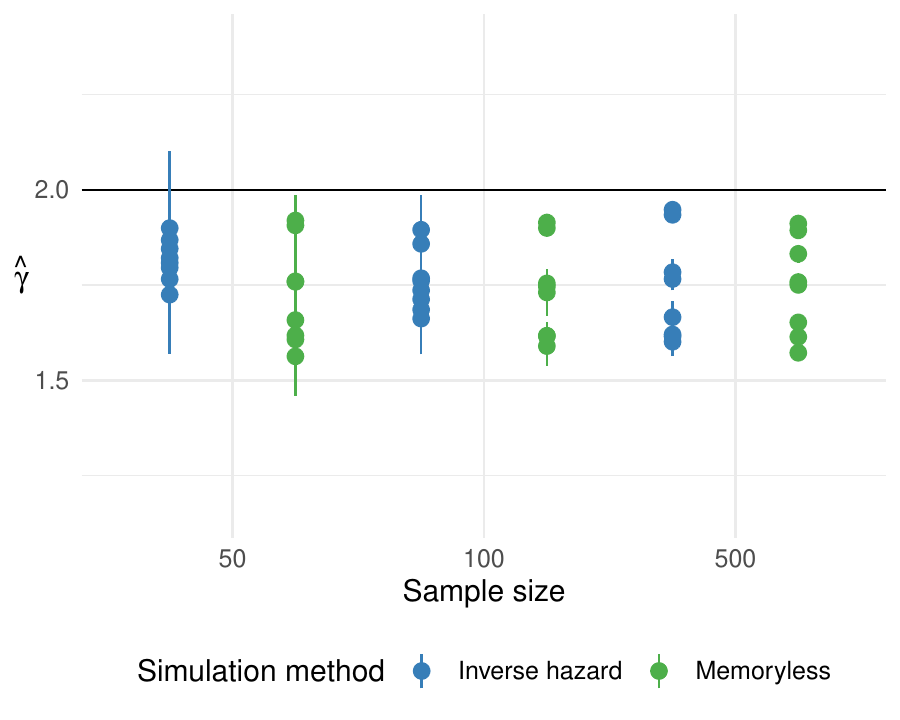 2.0
γ̂
1.5
50 100 500
Sample size
Simulation method Inverse hazard Memoryless